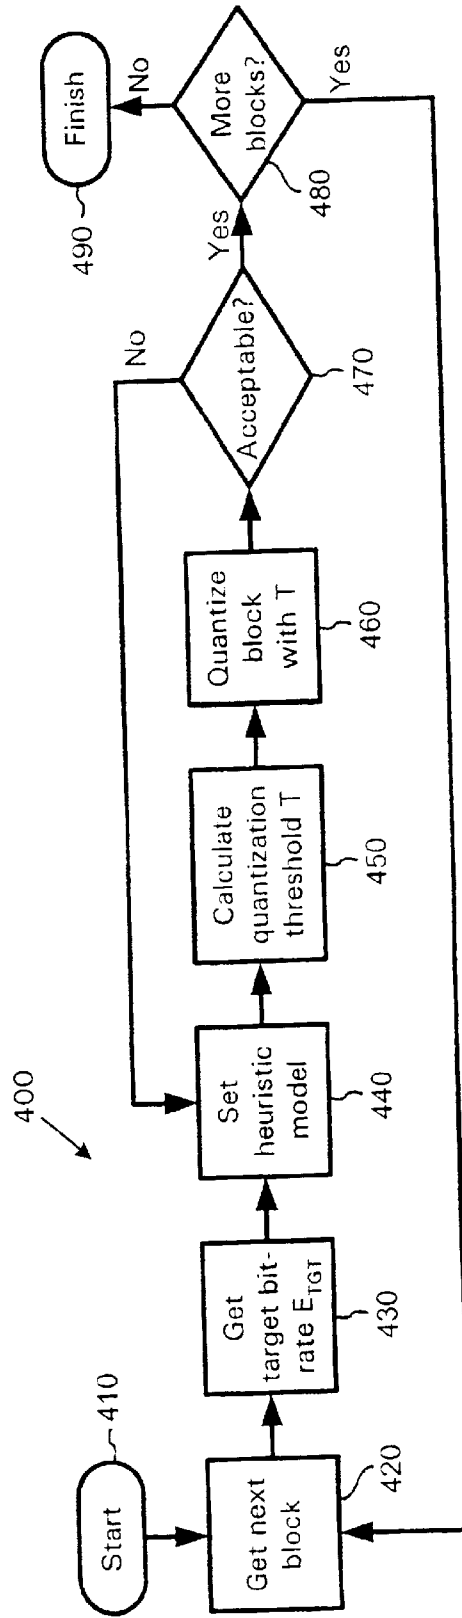 400
Start
410
Get next
block
420
Get
target bit-
rate E_TGT
430
Set
heuristic
model
440
Calculate
quantization
threshold T
450
Quantize
block
with T
460
Acceptable?
470
No
Yes
More
blocks?
480
Yes
No
Finish
490